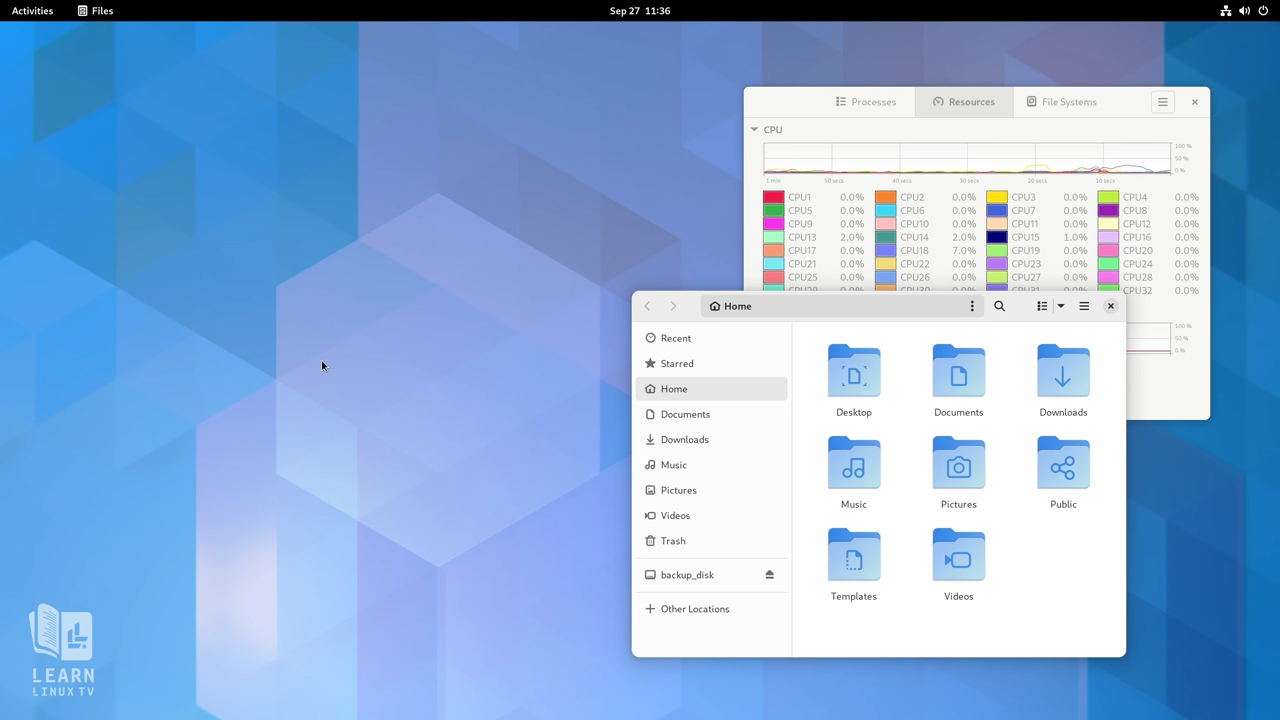 Activities Files Sep 27 11:36
Processes Resources File Systems
CPU
100 %
50 %
0 %
1 min 50 secs 40 secs 30 secs 20 secs 10 secs
CPU1 0.0% CPU2 0.0% CPU3 0.0% CPU4 0.0%
CPU5 0.0% CPU6 0.0% CPU7 0.0% CPU8 0.0%
CPU9 0.0% CPU10 0.0% CPU11 0.0% CPU12 0.0%
CPU13 2.0% CPU14 2.0% CPU15 1.0% CPU16 0.0%
CPU17 0.0% CPU18 7.0% CPU19 0.0% CPU20 0.0%
CPU21 0.0% CPU22 0.0% CPU23 0.0% CPU24 0.0%
CPU25 0.0% CPU26 0.0% CPU27 0.0% CPU28 0.0%
CPU32 0.0%
100 %
50 %
0 %
Home
Recent
Starred
Home
Documents
Downloads
Music
Pictures
Videos
Trash
backup_disk
Other Locations
Desktop Documents Downloads
Music Pictures Public
Templates Videos
LEARN
LINUX TV